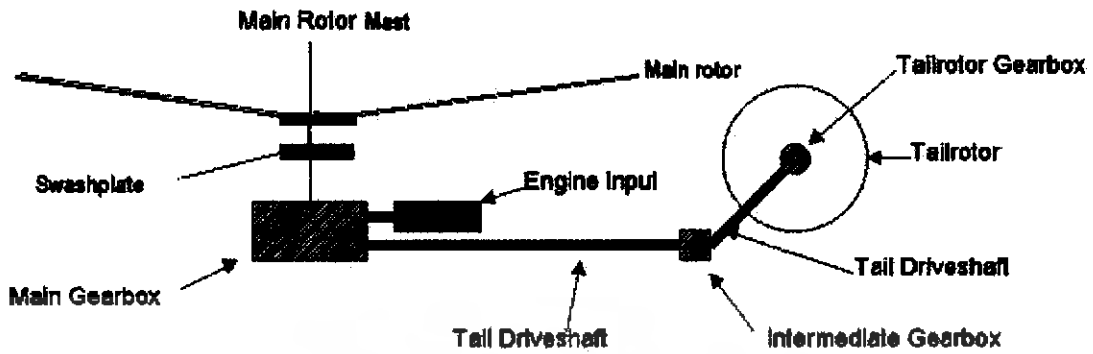 Main Rotor Mast
Main rotor
Tailrotor Gearbox
Tailrotor
Swashplate
Engine Input
Tail Driveshaft
Main Gearbox
Tail Driveshaft
Intermediate Gearbox